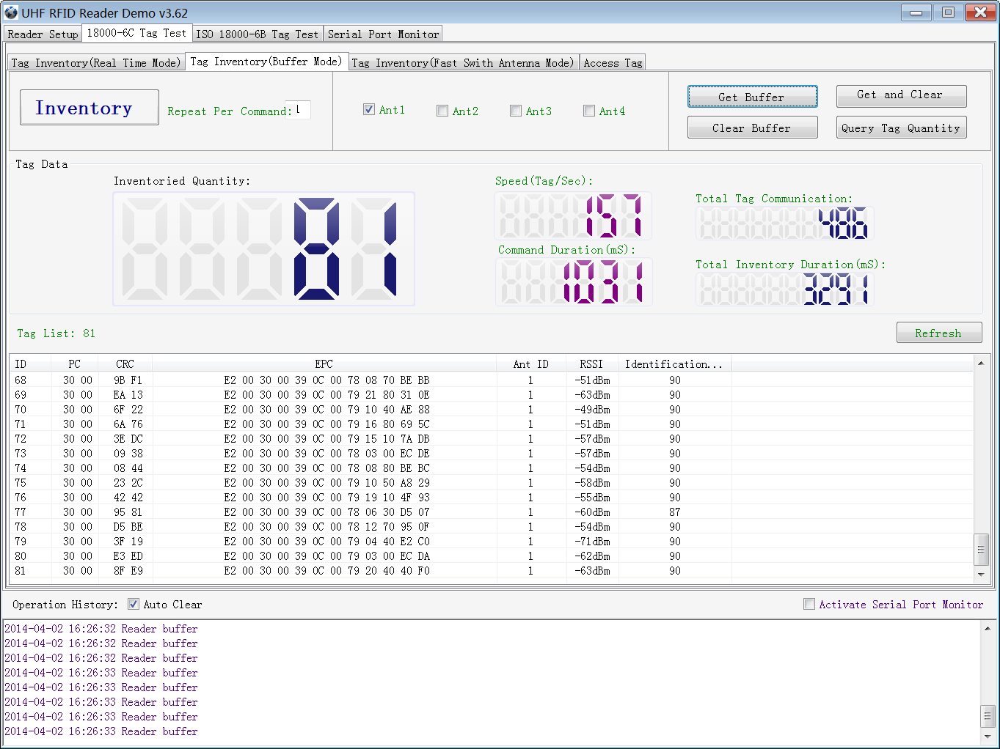 UHF RFID Reader Demo v3.62
Reader Setup 18000-6C Tag Test ISO 18000-6B Tag Test Serial Port Monitor
Tag Inventory(Real Time Mode) Tag Inventory(Buffer Mode) Tag Inventory(Fast Swith Antenna Mode) Access Tag
Inventory Repeat Per Command: 1 Ant1 Ant2 Ant3 Ant4 Get Buffer Get and Clear
Clear Buffer Query Tag Quantity
Tag Data
Inventoried Quantity: Speed(Tag/Sec):
81 157
Total Tag Communication:
486
Command Duration(mS):
1031
Total Inventory Duration(mS):
3291
Tag List: 81 Refresh
ID PC CRC EPC Ant ID RSSI Identification...
68 30 00 9B F1 E2 00 30 00 39 0C 00 78 08 70 BE BB 1 -51dBm 90
69 30 00 EA 13 E2 00 30 00 39 0C 00 79 21 80 31 0E 1 -63dBm 90
70 30 00 6F 22 E2 00 30 00 39 0C 00 79 10 40 AE 88 1 -49dBm 90
71 30 00 6A 76 E2 00 30 00 39 0C 00 79 16 80 69 5C 1 -51dBm 90
72 30 00 3E DC E2 00 30 00 39 0C 00 79 15 10 7A DB 1 -57dBm 90
73 30 00 09 38 E2 00 30 00 39 0C 00 78 03 00 EC DE 1 -57dBm 90
74 30 00 08 44 E2 00 30 00 39 0C 00 78 08 80 BE BC 1 -54dBm 90
75 30 00 23 2C E2 00 30 00 39 0C 00 79 10 50 A8 29 1 -58dBm 90
76 30 00 42 42 E2 00 30 00 39 0C 00 79 19 10 4F 93 1 -55dBm 90
77 30 00 95 81 E2 00 30 00 39 0C 00 78 06 30 D5 07 1 -60dBm 87
78 30 00 D5 BE E2 00 30 00 39 0C 00 78 12 70 95 0F 1 -54dBm 90
79 30 00 3F 19 E2 00 30 00 39 0C 00 79 04 40 E2 C0 1 -71dBm 90
80 30 00 E3 ED E2 00 30 00 39 0C 00 79 03 00 EC DA 1 -62dBm 90
81 30 00 8F E9 E2 00 30 00 39 0C 00 79 20 40 40 F0 1 -63dBm 90
Operation History: Auto Clear Activate Serial Port Monitor
2014-04-02 16:26:32 Reader buffer
2014-04-02 16:26:32 Reader buffer
2014-04-02 16:26:32 Reader buffer
2014-04-02 16:26:33 Reader buffer
2014-04-02 16:26:33 Reader buffer
2014-04-02 16:26:33 Reader buffer
2014-04-02 16:26:33 Reader buffer
2014-04-02 16:26:33 Reader buffer